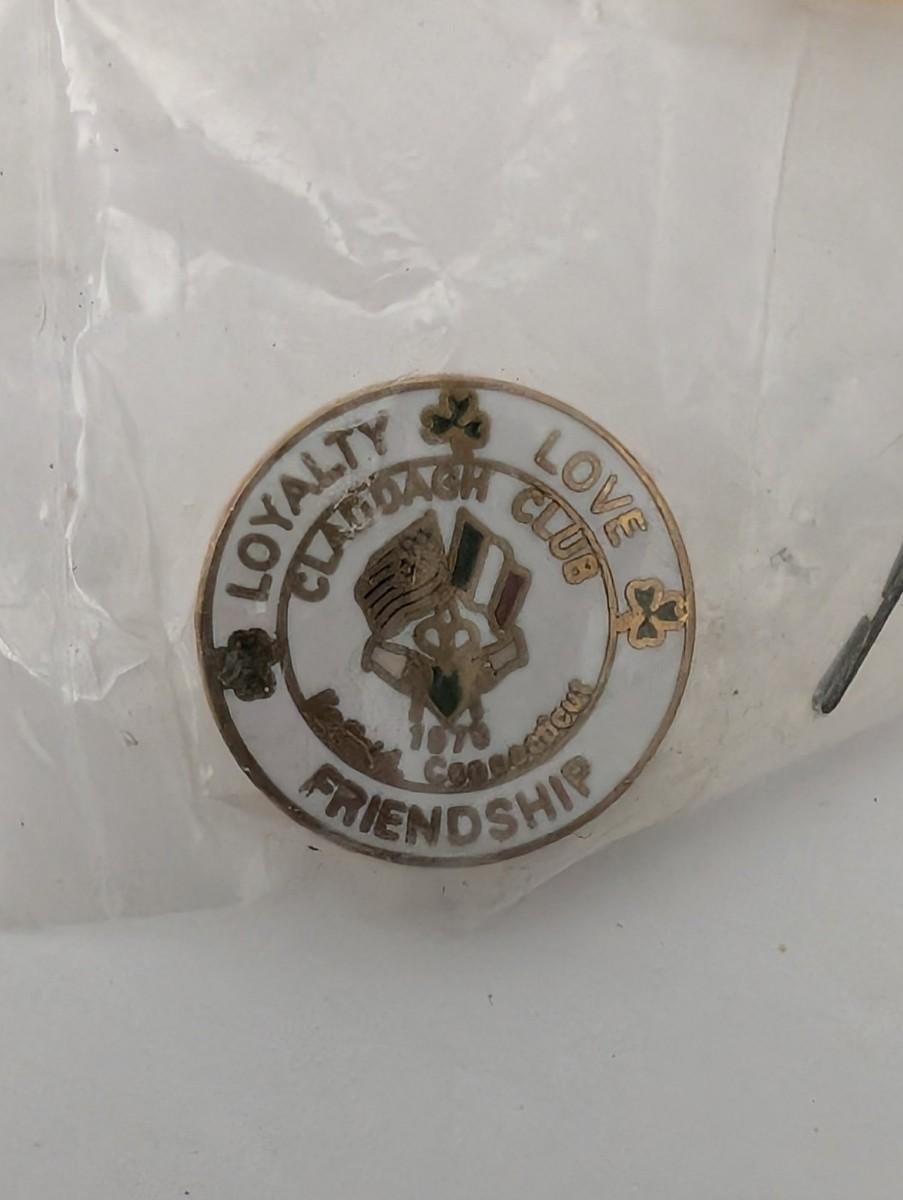 LOYALTY
LOVE
CLADDAGH CLUB
Connecticut
FRIENDSHIP